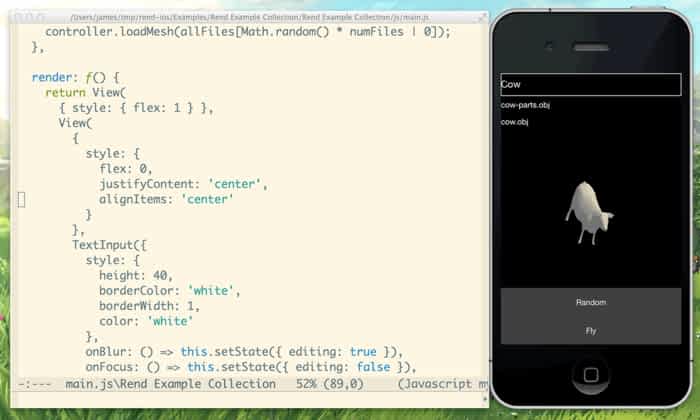 /Users/james/tmp/rend-ios/Examples/Rend Example Collection/Rend Example Collection/js/main.js
controller.loadMesh(allFiles[Math.random() * numFiles | 0]);
},
render: ƒ() {
return View(
{ style: { flex: 1 } },
View(
{
style: {
flex: 0,
justifyContent: 'center',
alignItems: 'center'
}
},
TextInput({
style: {
height: 40,
borderColor: 'white',
borderWidth: 1,
color: 'white'
},
onBlur: () => this.setState({ editing: true }),
onFocus: () => this.setState({ editing: false }),
-:--- main.js\Rend Example Collection 52% (89,0) (Javascript my
Cow
cow-parts.obj
cow.obj
Random
Fly